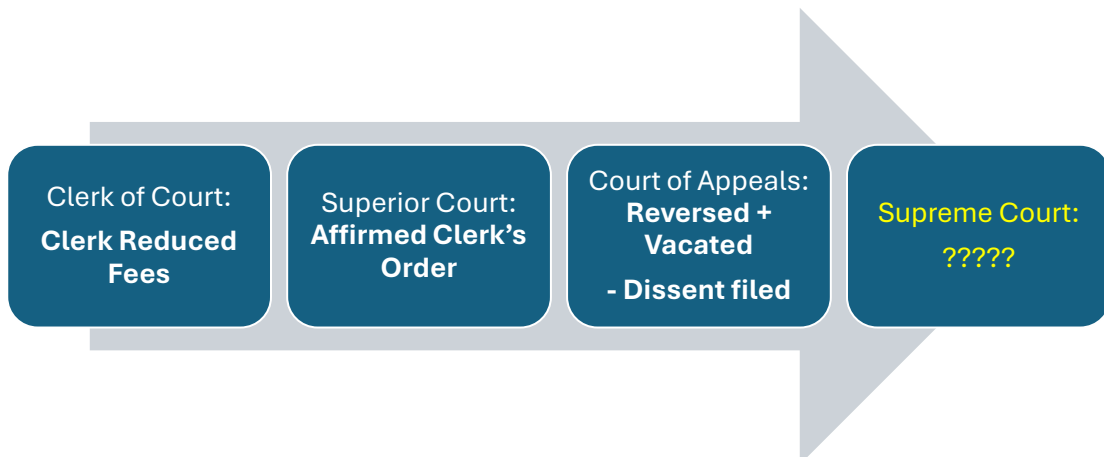 Clerk of Court:
Clerk Reduced
Fees
Superior Court:
Affirmed Clerk's
Order
Court of Appeals:
Reversed +
Vacated
- Dissent filed
Supreme Court:
?????